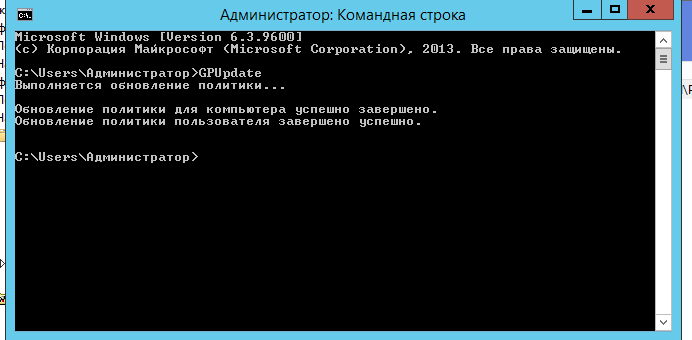 Администратор: Командная строка
Microsoft Windows [Version 6.3.9600]
(c) Корпорация Майкрософт (Microsoft Corporation), 2013. Все права защищены.
C:\Users\Администратор>GPUpdate
Выполняется обновление политики...
Обновление политики для компьютера успешно завершено.
Обновление политики пользователя завершено успешно.
C:\Users\Администратор>